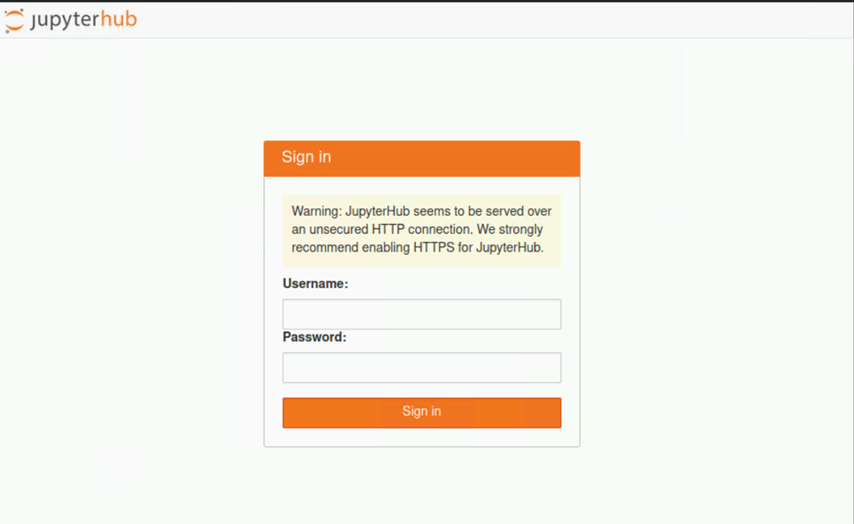 jupyterhub
Sign in
Warning: JupyterHub seems to be served over
an unsecured HTTP connection. We strongly
recommend enabling HTTPS for JupyterHub.
Username:
Password:
Sign in